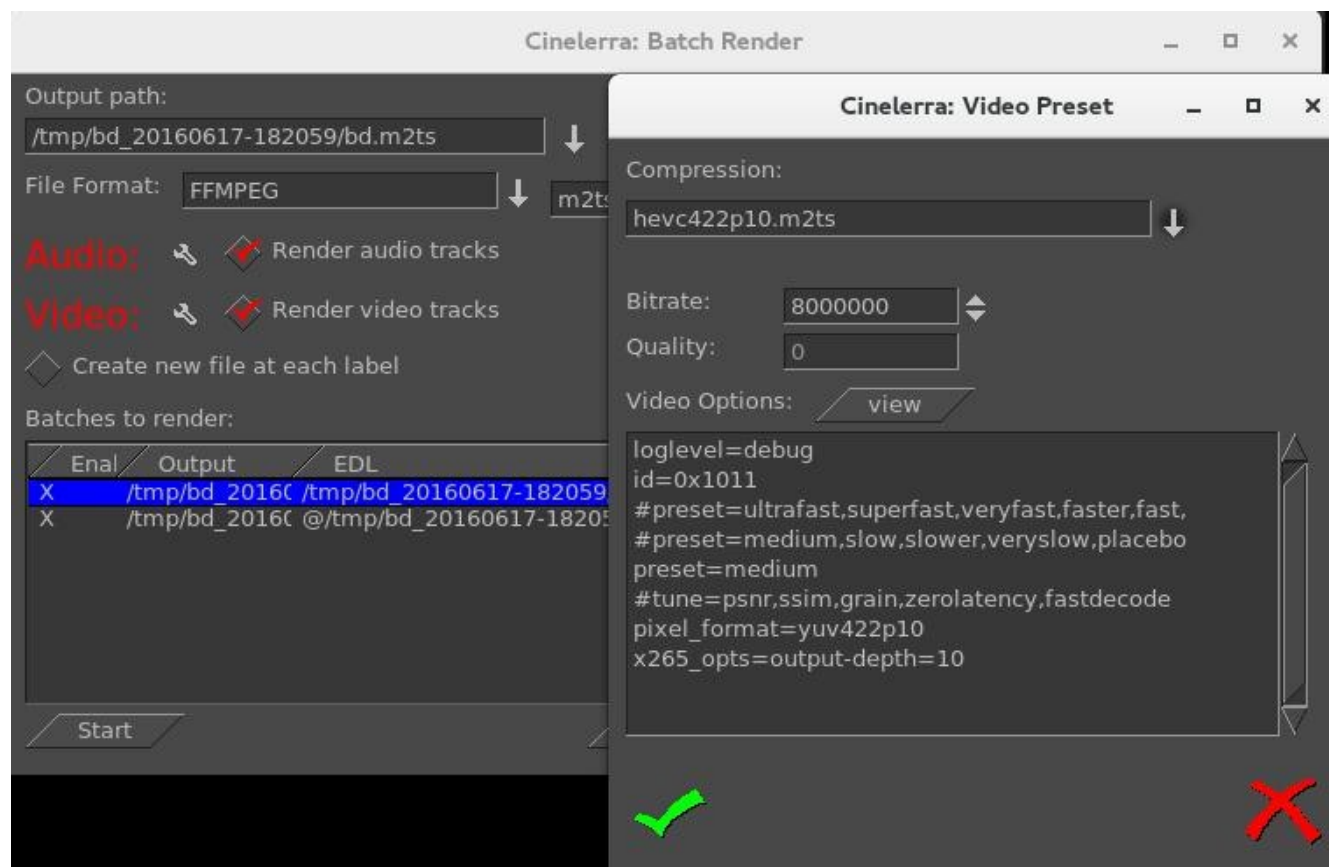 Cinelerra: Batch Render
Output path:
/tmp/bd_20160617-182059/bd.m2ts
File Format:
FFMPEG
m2ts
Audio:
Render audio tracks
Video:
Render video tracks
Create new file at each label
Batches to render:
Enal Output EDL
X /tmp/bd_2016( /tmp/bd_20160617-182059
X /tmp/bd_2016( @/tmp/bd_20160617-18205
Start
Cinelerra: Video Preset
Compression:
hevc422p10.m2ts
Bitrate:
8000000
Quality:
0
Video Options:
view
loglevel=debug
id=0x1011
#preset=ultrafast,superfast,veryfast,faster,fast,
#preset=medium,slow,slower,veryslow,placebo
preset=medium
#tune=psnr,ssim,grain,zerolatency,fastdecode
pixel_format=yuv422p10
x265_opts=output-depth=10